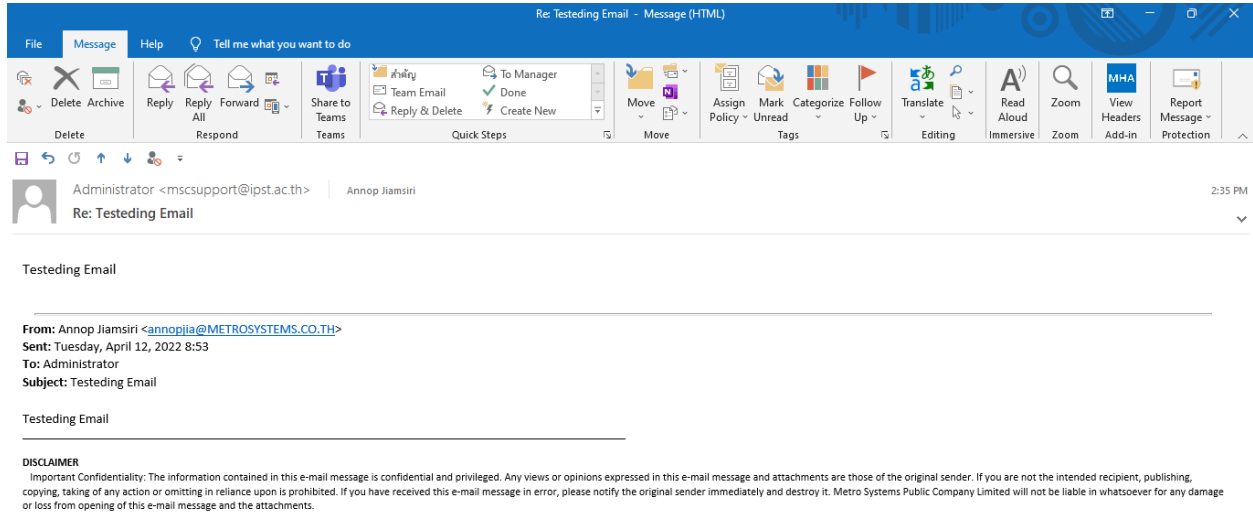 Re: Testeding Email - Message (HTML)
File Message Help Tell me what you want to do
Delete Archive
Reply Reply All Forward
Share to Teams
สำคัญ To Manager
Team Email Done
Reply & Delete Create New
Move
Assign Policy Mark Unread Categorize Follow Up
Translate
Read Aloud
Zoom
MHA
View Headers
Report Message
Delete Respond Teams Quick Steps Move Tags Editing Immersive Zoom Add-in Protection
Administrator <mscsupport@ipst.ac.th> Annop Jiamsiri 2:35 PM
Re: Testeding Email
Testeding Email
From: Annop Jiamsiri <annopjia@METROSYSTEMS.CO.TH>
Sent: Tuesday, April 12, 2022 8:53
To: Administrator
Subject: Testeding Email
Testeding Email
DISCLAIMER
Important Confidentiality: The information contained in this e-mail message is confidential and privileged. Any views or opinions expressed in this e-mail message and attachments are those of the original sender. If you are not the intended recipient, publishing,
copying, taking of any action or omitting in reliance upon is prohibited. If you have received this e-mail message in error, please notify the original sender immediately and destroy it. Metro Systems Public Company Limited will not be liable in whatsoever for any damage
or loss from opening of this e-mail message and the attachments.